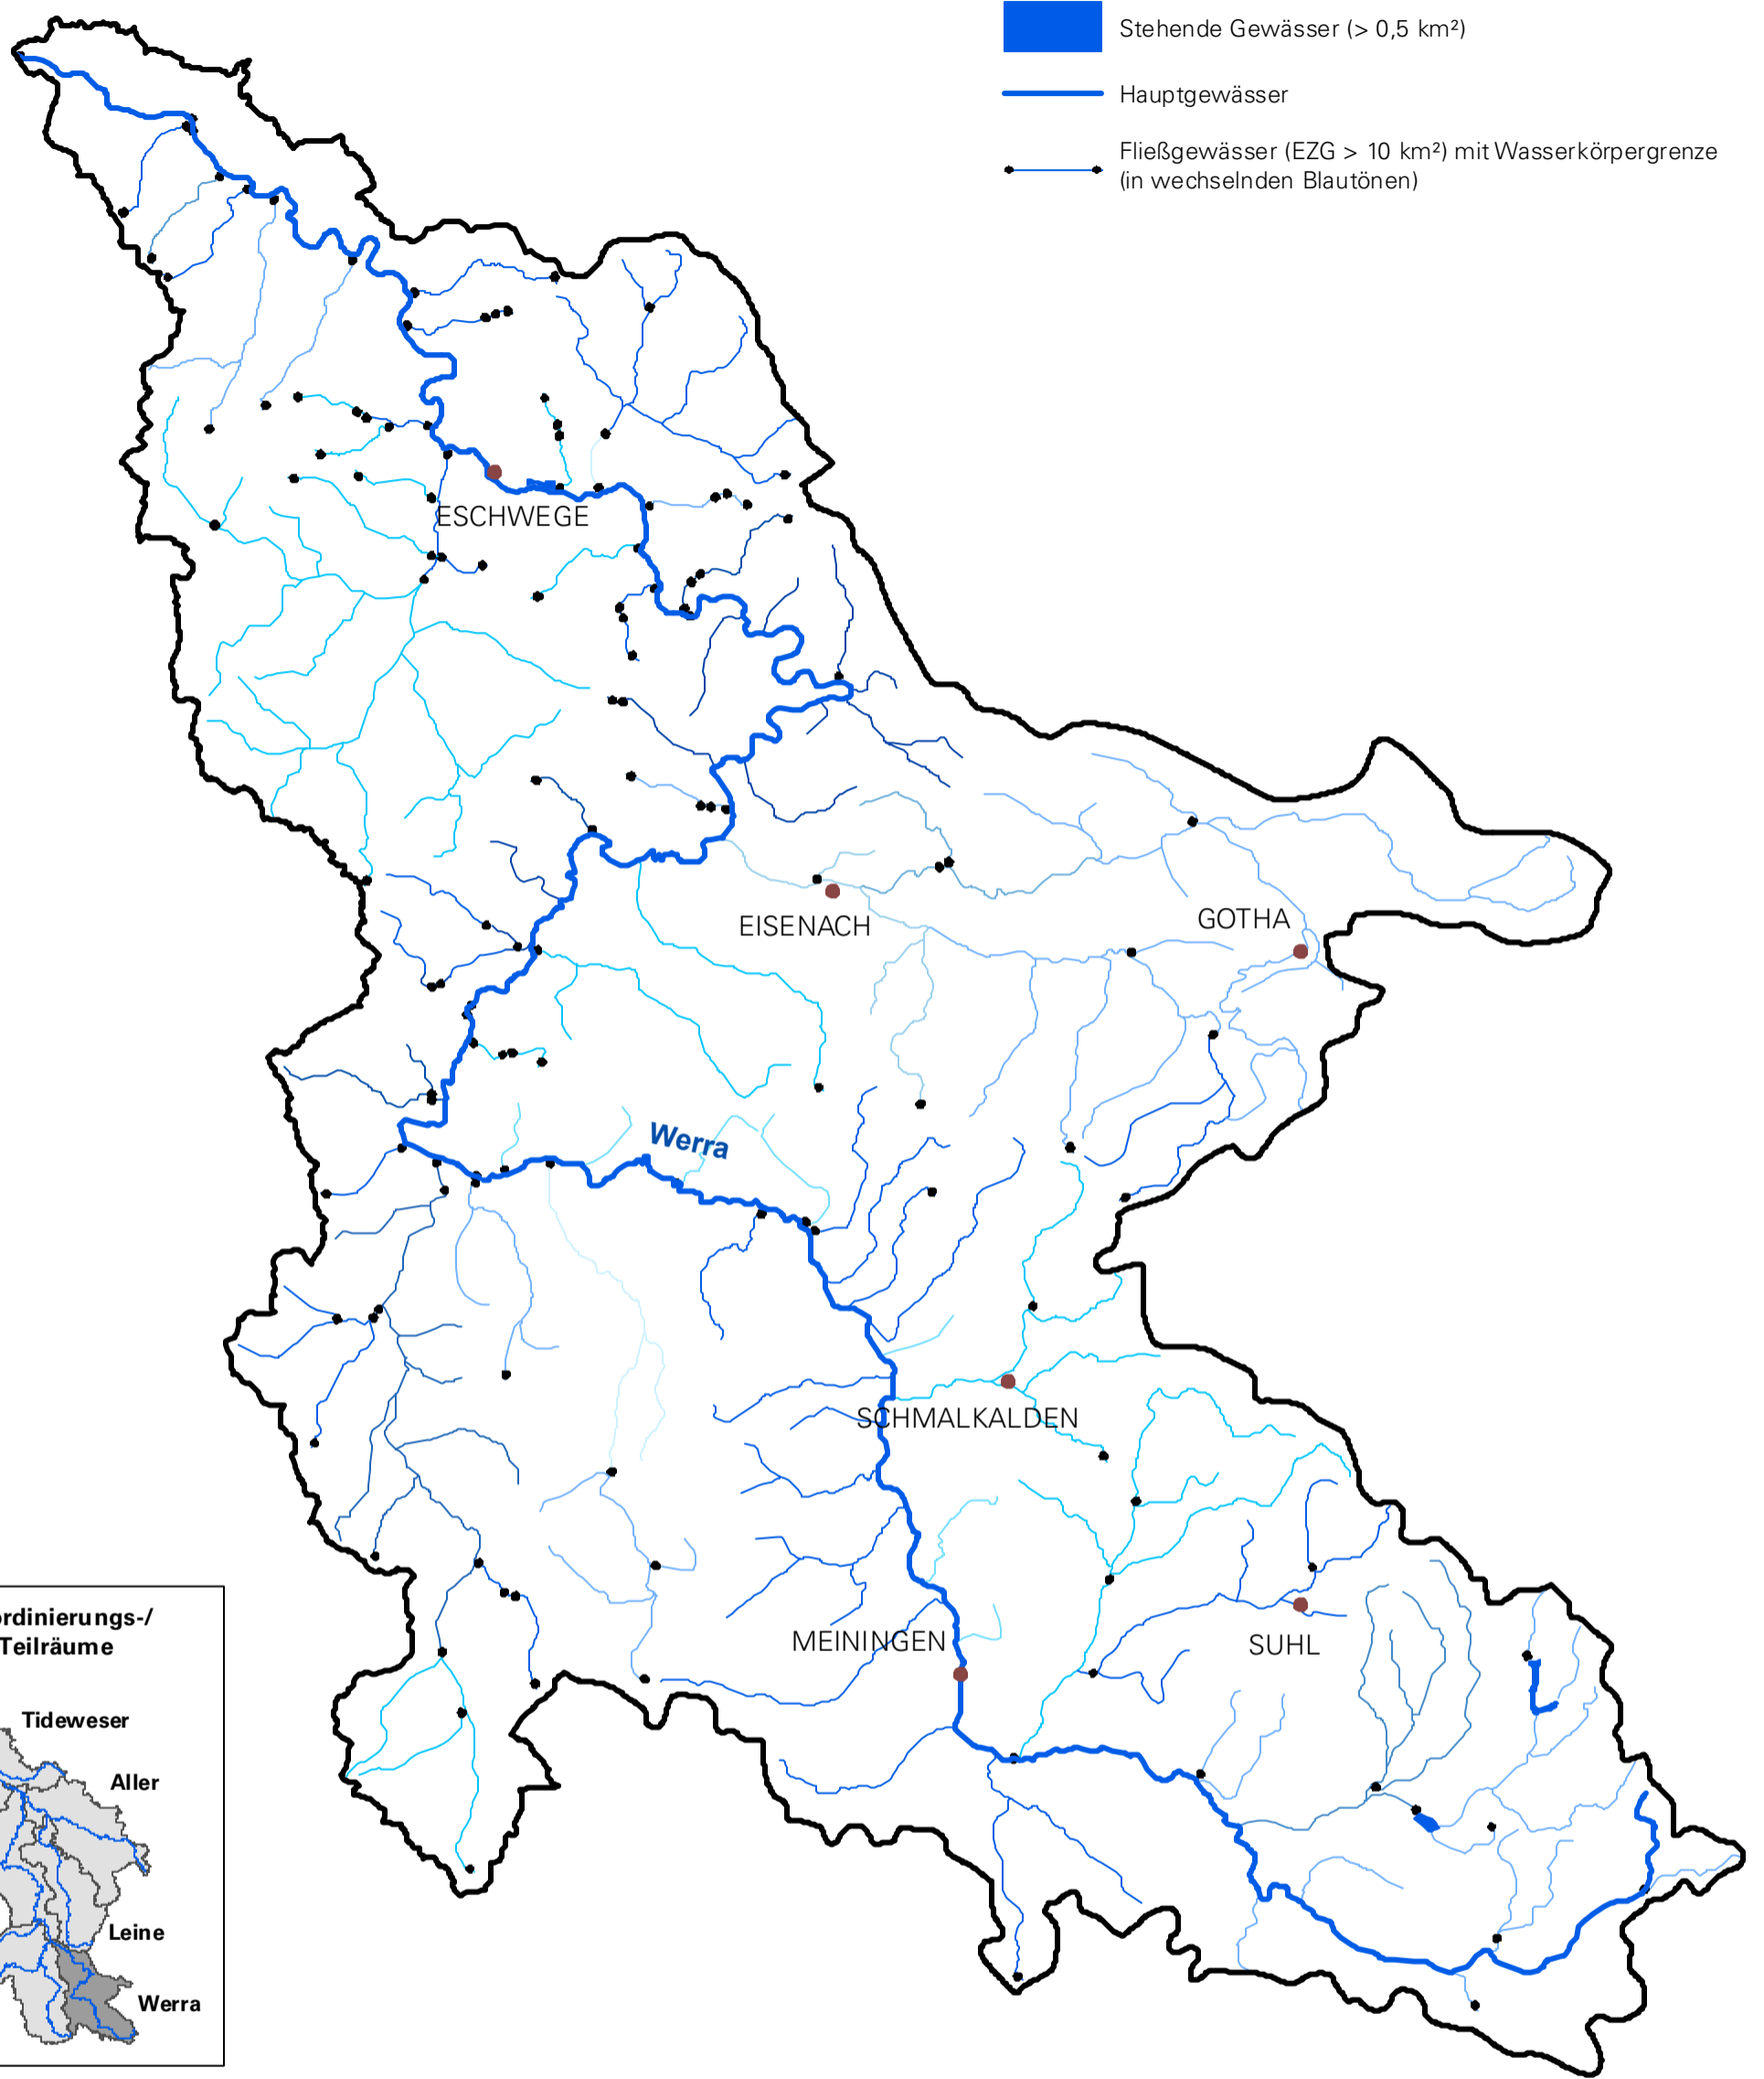 Stehende Gewässer (> 0,5 km²)
Hauptgewässer
Fließgewässer (EZG > 10 km²) mit Wasserkörpergrenze
(in wechselnden Blautönen)
ESCHWEGE
EISENACH
GOTHA
Werra
SCHMALKALDEN
MEININGEN
SUHL
rdinierungs-/
Teilräume
Tideweser
Aller
Leine
Werra